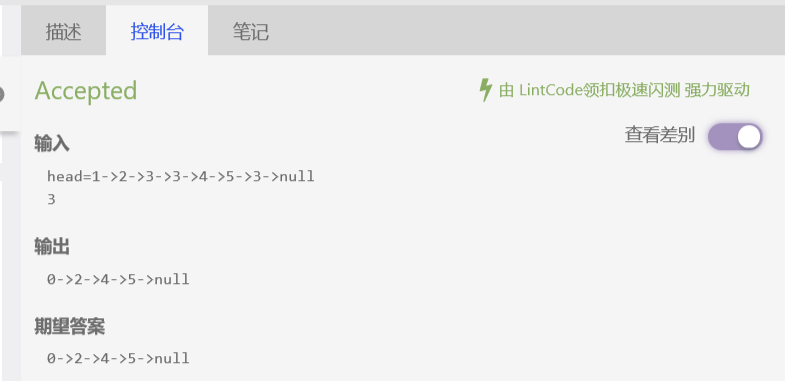 描述 控制台 笔记
Accepted
由 LintCode领扣极速闪测 强力驱动
查看差别
输入
head=1->2->3->3->4->5->3->null
3
输出
0->2->4->5->null
期望答案
0->2->4->5->null